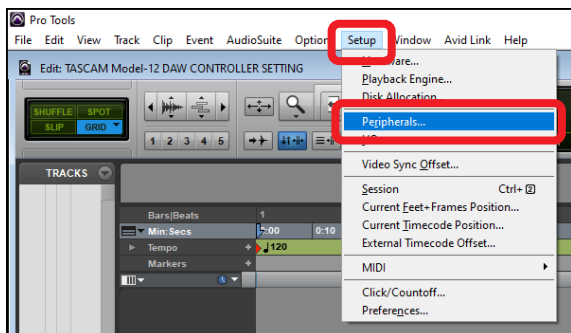 Pro Tools
File Edit View Track Clip Event AudioSuite Setup Window Avid Link Help
Edit: TASCAM Model-12 DAW CONTROLLER SETTING
Playback Engine...
Disk Allocation
Peripherals...
Video Sync Offset...
Session Ctrl+ 2
Current Feet+Frames Position...
Current Timecode Position...
External Timecode Offset...
MIDI
Click/Countoff...
Preferences...
SHUFFLE SPOT
SLIP GRID
1 2 3 4 5
TRACKS
Bars|Beats 1
Min:Secs 0:10
Tempo 120
Markers